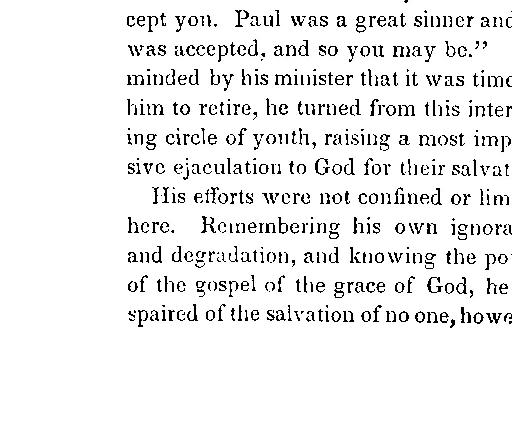 cept you. Paul was a great sinner and
was accepted, and so you may be.”
minded by his minister that it was time
him to retire, he turned from this inter
ing circle of youth, raising a most imp
sive ejaculation to God for their salvat
His efforts were not confined or lim
here. Remembering his own ignora
and degradation, and knowing the po
of the gospel of the grace of God, he
spaired of the salvation of no one, howe